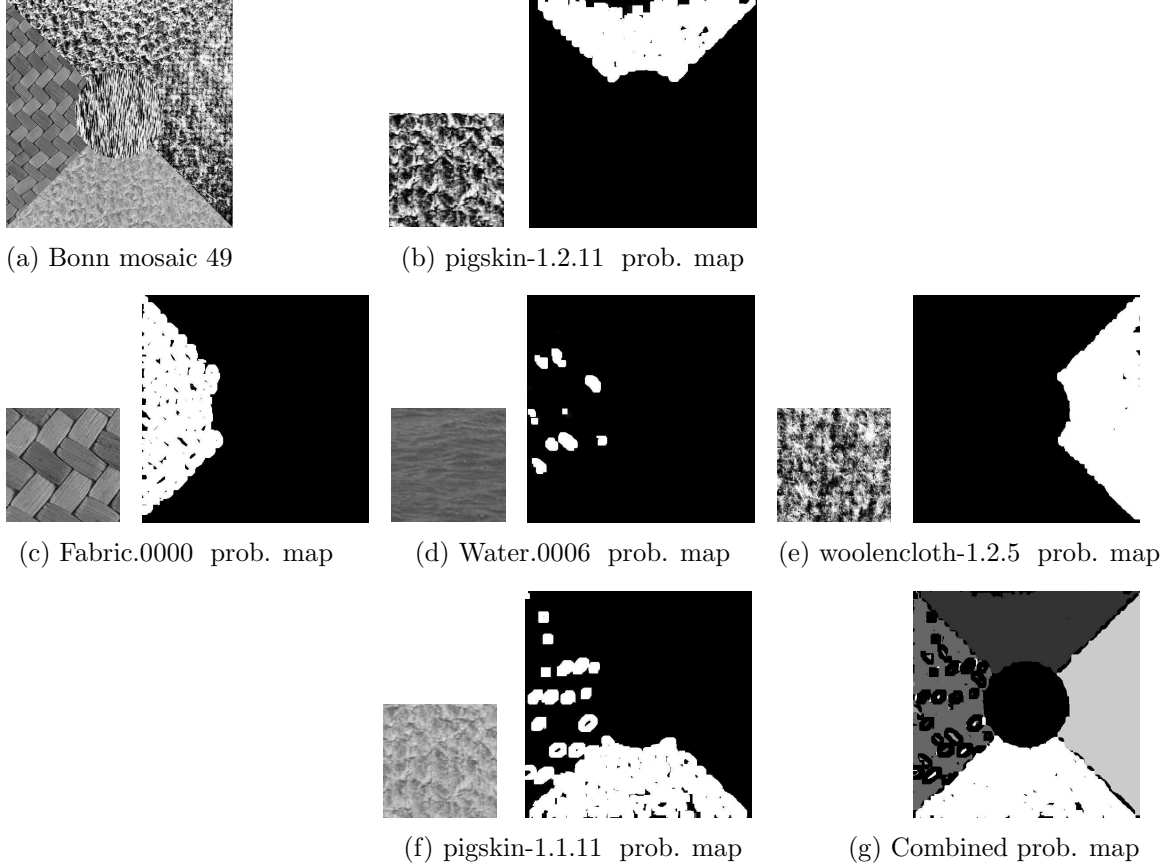 (a) Bonn mosaic 49
(b) pigskin-1.2.11 prob. map
(c) Fabric.0000 prob. map
(d) Water.0006 prob. map
(e) woolencloth-1.2.5 prob. map
(f) pigskin-1.1.11 prob. map
(g) Combined prob. map